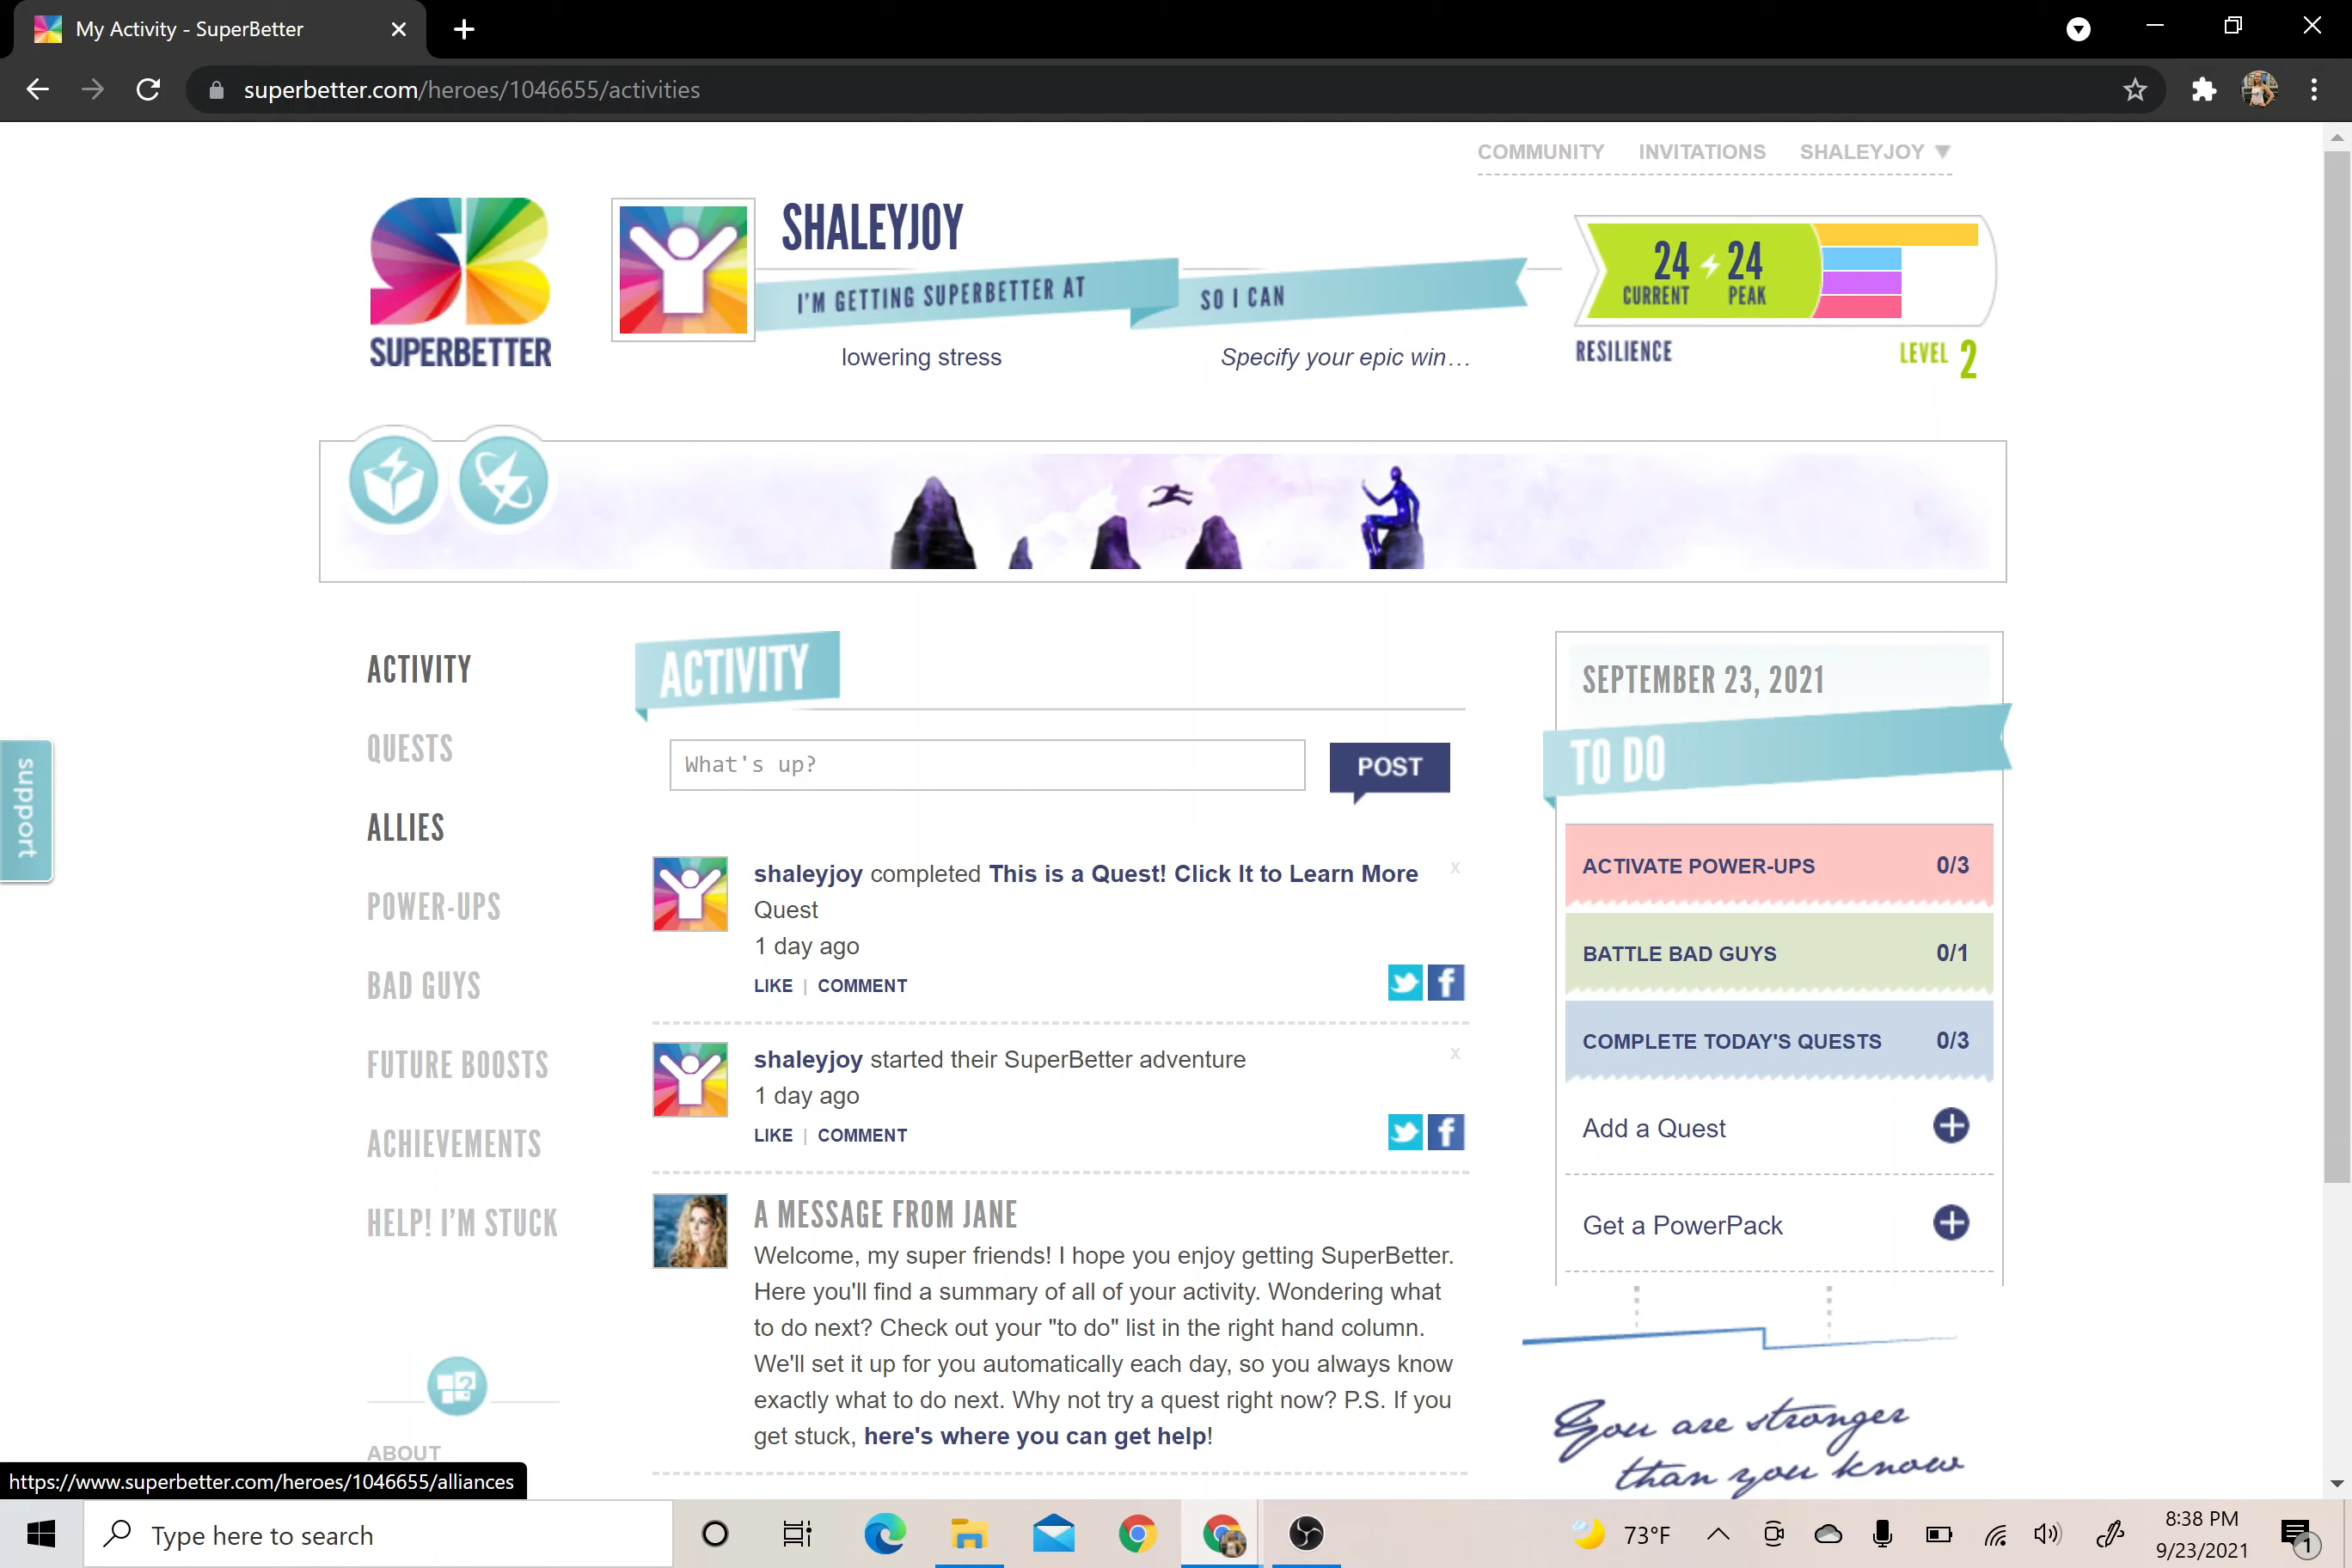 My Activity - SuperBetter
superbetter.com/heroes/1046655/activities
COMMUNITY INVITATIONS SHALEYJOY
SUPERBETTER
SHALEYJOY
I'M GETTING SUPERBETTER AT
SO I CAN
lowering stress
Specify your epic win…
24 24
CURRENT PEAK
RESILIENCE
LEVEL 2
ACTIVITY
QUESTS
ALLIES
POWER-UPS
BAD GUYS
FUTURE BOOSTS
ACHIEVEMENTS
HELP! I'M STUCK
ABOUT
support
ACTIVITY
What's up?
POST
shaleyjoy completed This is a Quest! Click It to Learn More
Quest
1 day ago
LIKE | COMMENT
x
shaleyjoy started their SuperBetter adventure
1 day ago
LIKE | COMMENT
x
A MESSAGE FROM JANE
Welcome, my super friends! I hope you enjoy getting SuperBetter.
Here you'll find a summary of all of your activity. Wondering what
to do next? Check out your "to do" list in the right hand column.
We'll set it up for you automatically each day, so you always know
exactly what to do next. Why not try a quest right now? P.S. If you
get stuck, here's where you can get help!
SEPTEMBER 23, 2021
TO DO
ACTIVATE POWER-UPS 0/3
BATTLE BAD GUYS 0/1
COMPLETE TODAY'S QUESTS 0/3
Add a Quest
Get a PowerPack
You are stronger
than you know
https://www.superbetter.com/heroes/1046655/alliances
Type here to search
73°F
8:38 PM
9/23/2021
1